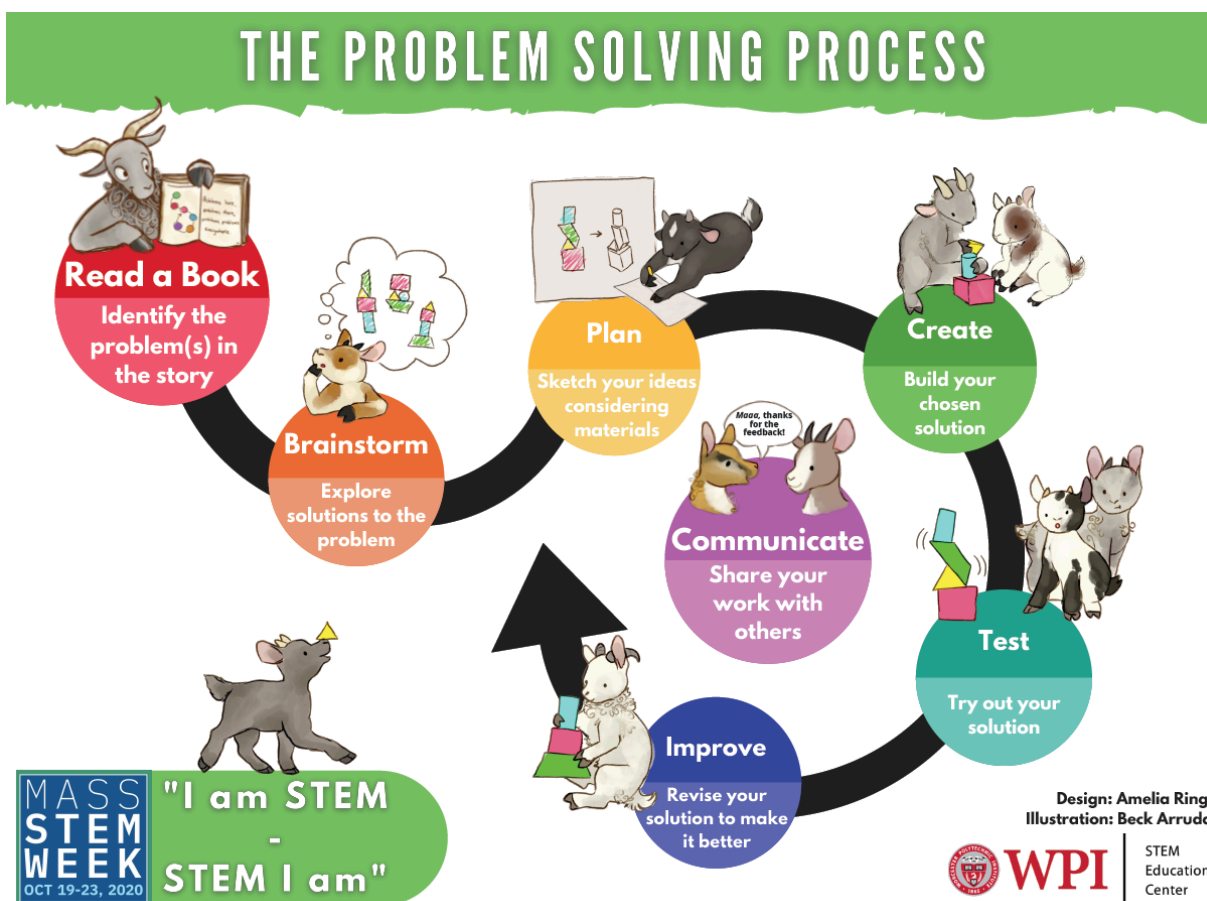 THE PROBLEM SOLVING PROCESS
Read a Book
Identify the
problem(s) in
the story
Brainstorm
Explore
solutions to the
problem
Plan
Sketch your ideas
considering
materials
Create
Build your
chosen
solution
Maaa, thanks
for the
feedback!
Communicate
Share your
work with
others
Test
Try out your
solution
Improve
Revise your
solution to make
it better
MASS
STEM
WEEK
OCT 19-23, 2020
"I am STEM
-
STEM I am"
Design: Amelia Ring
Illustration: Beck Arruda
WPI
STEM
Education
Center